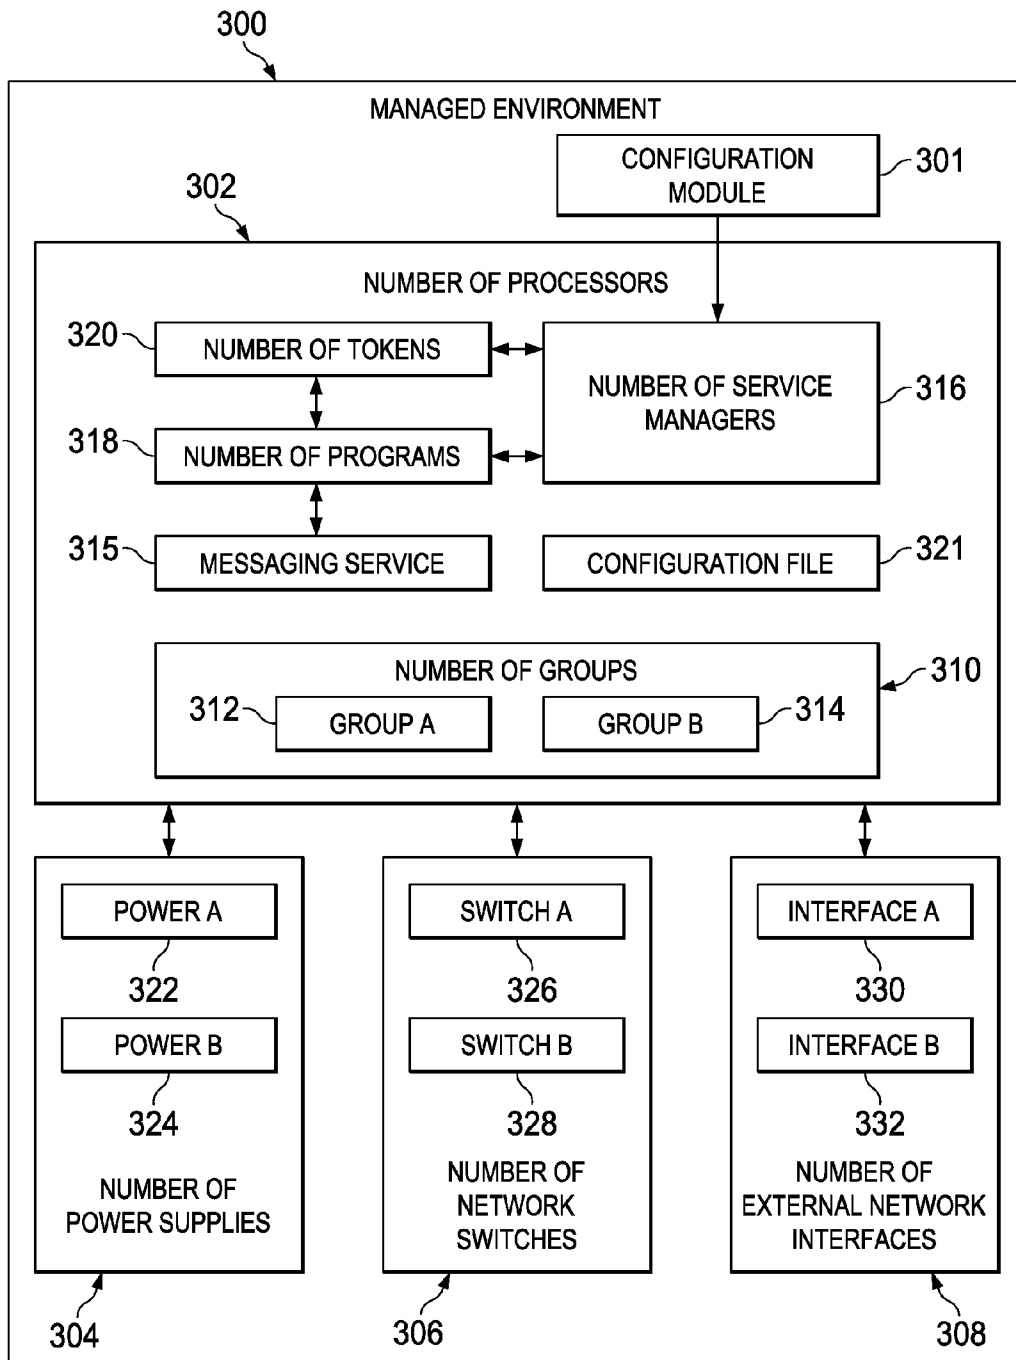 300
MANAGED ENVIRONMENT
CONFIGURATION
MODULE
301
302
NUMBER OF PROCESSORS
320
NUMBER OF TOKENS
NUMBER OF SERVICE
MANAGERS
316
318
NUMBER OF PROGRAMS
315
MESSAGING SERVICE
CONFIGURATION FILE
321
NUMBER OF GROUPS
310
312
GROUP A
GROUP B
314
POWER A
322
POWER B
324
NUMBER OF
POWER SUPPLIES
304
SWITCH A
326
SWITCH B
328
NUMBER OF
NETWORK
SWITCHES
306
INTERFACE A
330
INTERFACE B
332
NUMBER OF
EXTERNAL NETWORK
INTERFACES
308